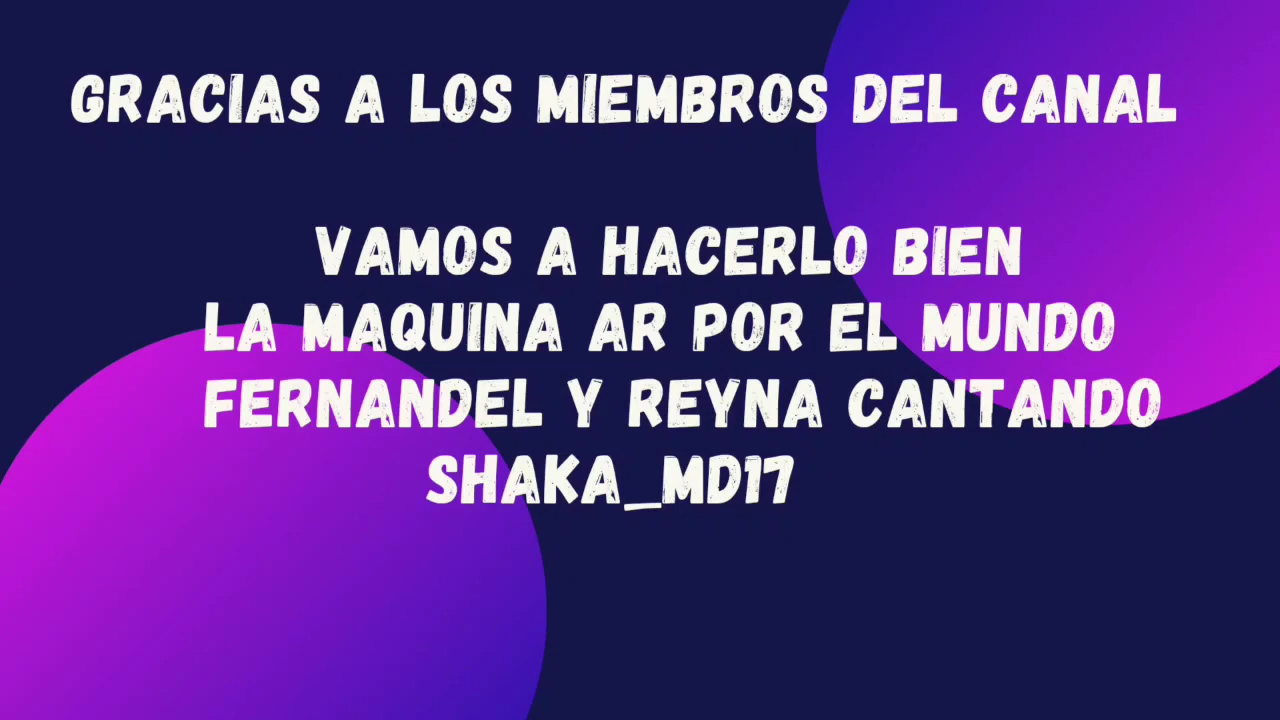 GRACIAS A LOS MIEMBROS DEL CANAL
VAMOS A HACERLO BIEN
LA MAQUINA AR POR EL MUNDO
FERNANDEL Y REYNA CANTANDO
SHAKA_MD17